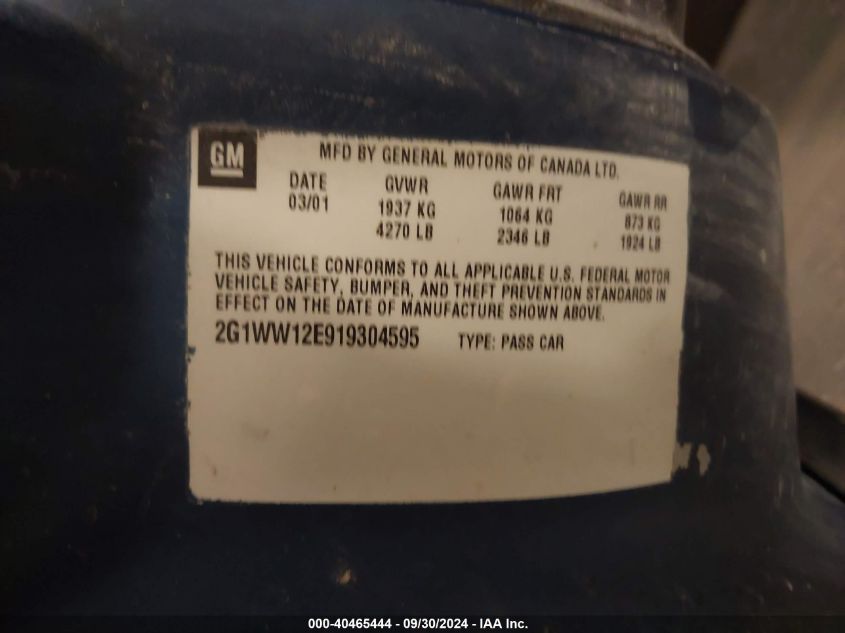 GM
MFD BY GENERAL MOTORS OF CANADA LTD.
DATE GVWR GAWR FRT GAWR RR
03/01 1937 KG 1064 KG 873 KG
4270 LB 2346 LB 1924 LB
THIS VEHICLE CONFORMS TO ALL APPLICABLE U.S. FEDERAL MOTOR
VEHICLE SAFETY, BUMPER, AND THEFT PREVENTION STANDARDS IN
EFFECT ON THE DATE OF MANUFACTURE SHOWN ABOVE.
2G1WW12E919304595 TYPE: PASS CAR
000-40465444 - 09/30/2024 - IAA Inc.